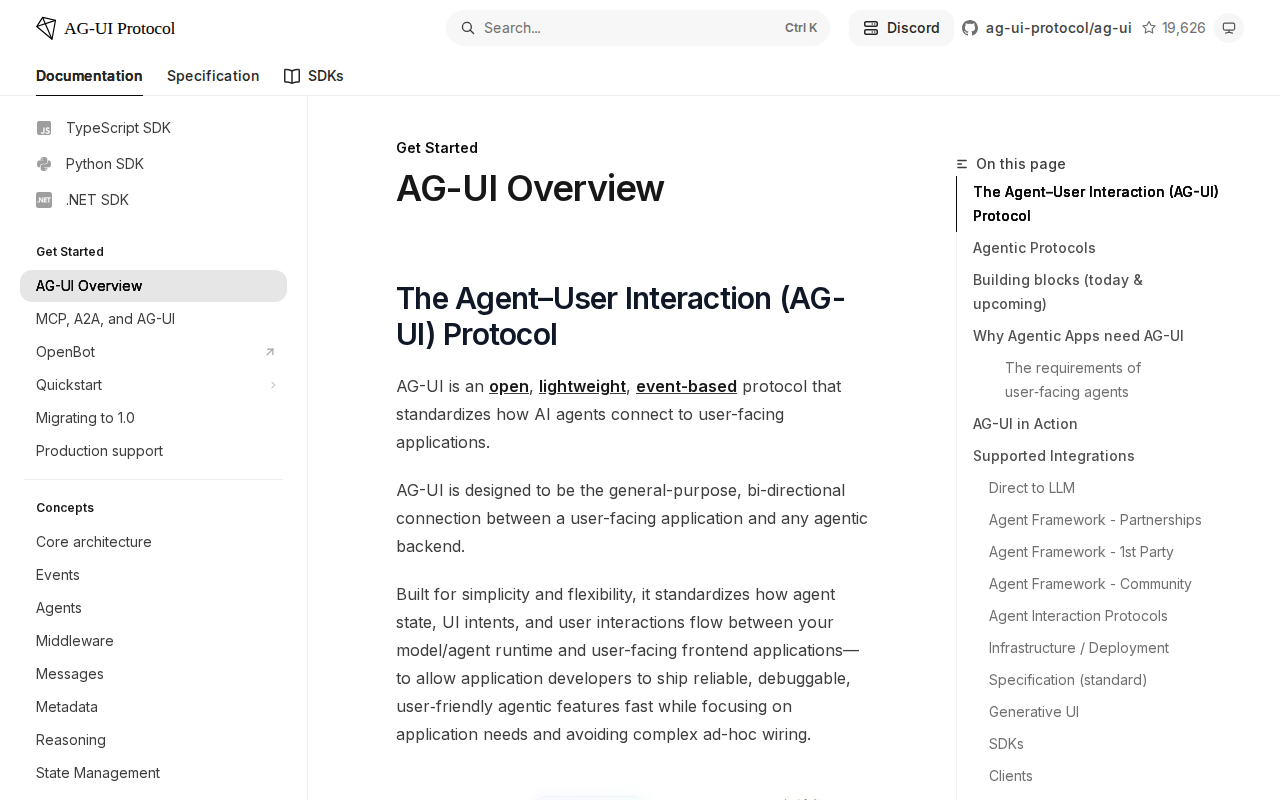 AG-UI Protocol
Search...
Ctrl K
Discord
ag-ui-protocol/ag-ui
19,626
Documentation
Specification
SDKs
TypeScript SDK
Python SDK
.NET SDK
Get Started
AG-UI Overview
MCP, A2A, and AG-UI
OpenBot
Quickstart
Migrating to 1.0
Production support
Concepts
Core architecture
Events
Agents
Middleware
Messages
Metadata
Reasoning
State Management
Get Started
AG-UI Overview
The Agent–User Interaction (AG-
UI) Protocol
AG-UI is an open, lightweight, event-based protocol that
standardizes how AI agents connect to user-facing
applications.
AG-UI is designed to be the general-purpose, bi-directional
connection between a user-facing application and any agentic
backend.
Built for simplicity and flexibility, it standardizes how agent
state, UI intents, and user interactions flow between your
model/agent runtime and user-facing frontend applications—
to allow application developers to ship reliable, debuggable,
user-friendly agentic features fast while focusing on
application needs and avoiding complex ad-hoc wiring.
On this page
The Agent–User Interaction (AG-UI)
Protocol
Agentic Protocols
Building blocks (today &
upcoming)
Why Agentic Apps need AG-UI
The requirements of
user-facing agents
AG-UI in Action
Supported Integrations
Direct to LLM
Agent Framework - Partnerships
Agent Framework - 1st Party
Agent Framework - Community
Agent Interaction Protocols
Infrastructure / Deployment
Specification (standard)
Generative UI
SDKs
Clients